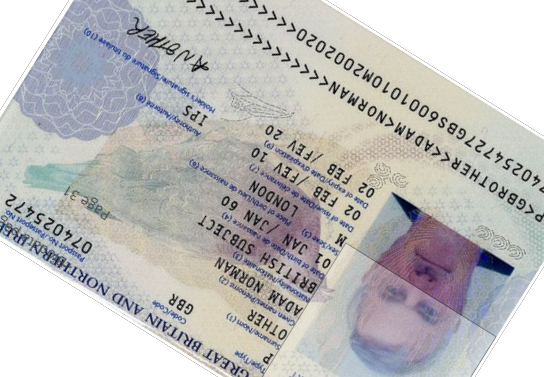 GREAT BRITAIN AND NORTHERN
Type/Type
P
Code/Code
GBR
Passport No./Passeport No.
074025472
Surname/Nom (1)
OTHER
Given names/Prénoms (2)
ADAM NORMAN
Nationality/Nationalité (3)
BRITISH SUBJECT
Date of birth/Date de naissance (4)
01 JAN /JAN 60
Sex/Sexe (5)
M
Place of birth/Lieu de naissance (6)
LONDON
Date of issue/Date de délivrance (7)
02 FEB /FEV 10
Authority/Autorité (8)
IPS
Date of expiry/Date d'expiration (9)
02 FEB /FEV 20
Holder's signature/Signature du titulaire (10)
ANOTHER
Page 31
P<GBROTHER<<ADAM<NORMAN<<<<<<<<